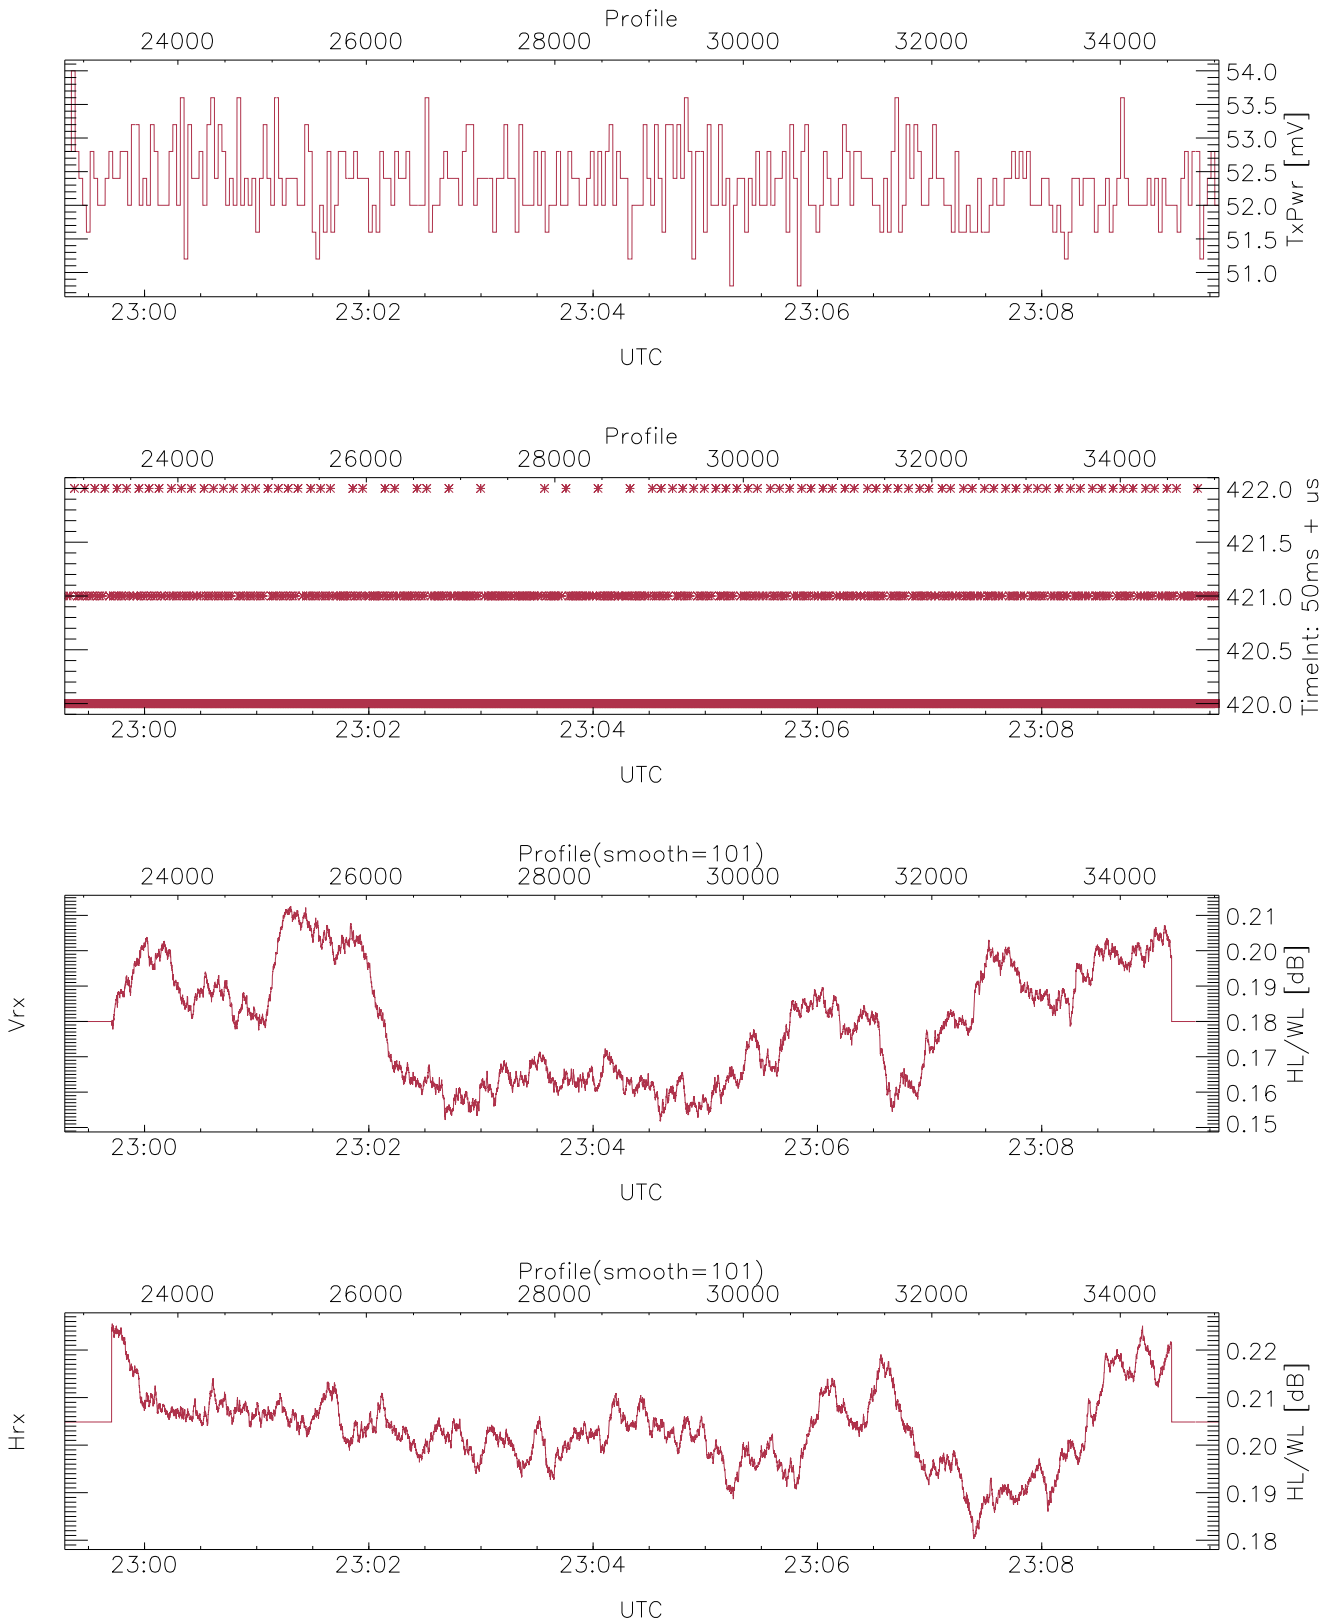 Profile
24000 26000 28000 30000 32000 34000
54.0
53.5
53.0
52.5
52.0
51.5
51.0
TxPwr [mV]
23:00 23:02 23:04 23:06 23:08
UTC
Profile
24000 26000 28000 30000 32000 34000
422.0
421.5
421.0
420.5
420.0
TimeInt: 50ms + us
23:00 23:02 23:04 23:06 23:08
UTC
Profile(smooth=101)
24000 26000 28000 30000 32000 34000
Vrx
0.21
0.20
0.19
0.18
0.17
0.16
0.15
HL/WL [dB]
23:00 23:02 23:04 23:06 23:08
UTC
Profile(smooth=101)
24000 26000 28000 30000 32000 34000
Hrx
0.22
0.21
0.20
0.19
0.18
HL/WL [dB]
23:00 23:02 23:04 23:06 23:08
UTC